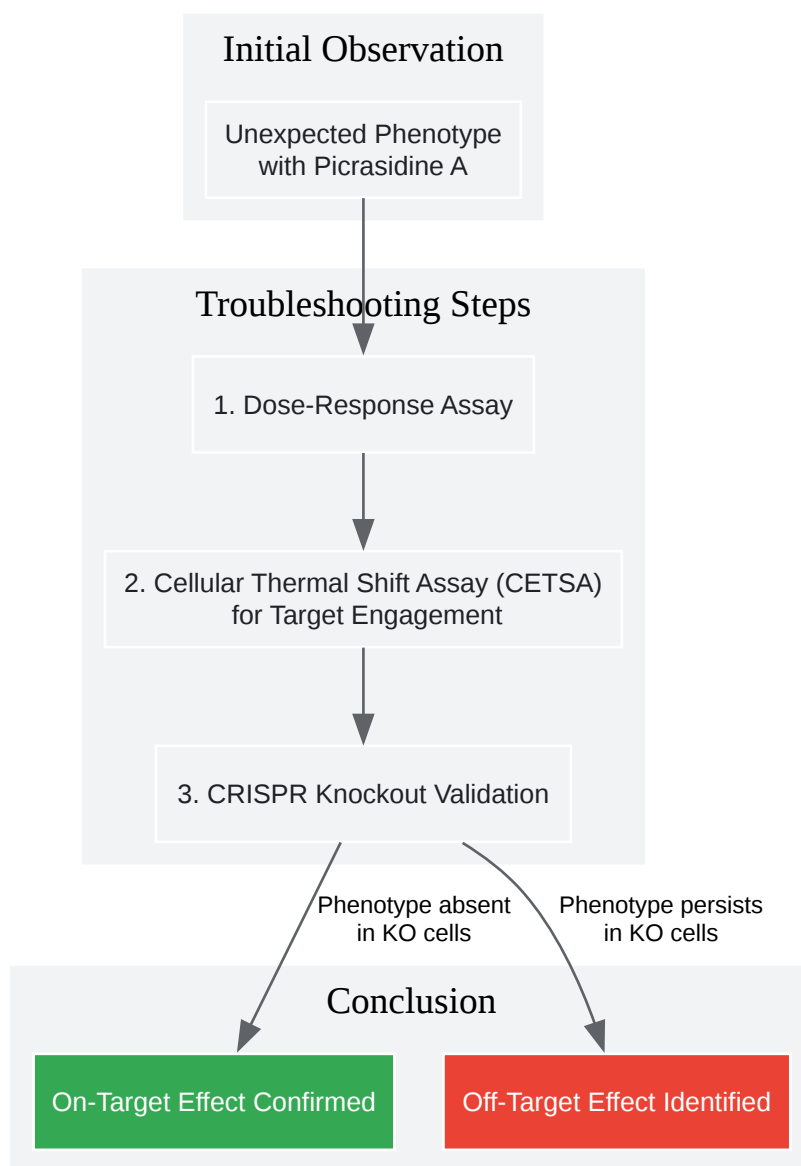 Initial Observation
Unexpected Phenotype
with Picrasidine A
Troubleshooting Steps
1. Dose-Response Assay
2. Cellular Thermal Shift Assay (CETSA)
for Target Engagement
3. CRISPR Knockout Validation
Phenotype absent
in KO cells
Phenotype persists
in KO cells
Conclusion
On-Target Effect Confirmed
Off-Target Effect Identified